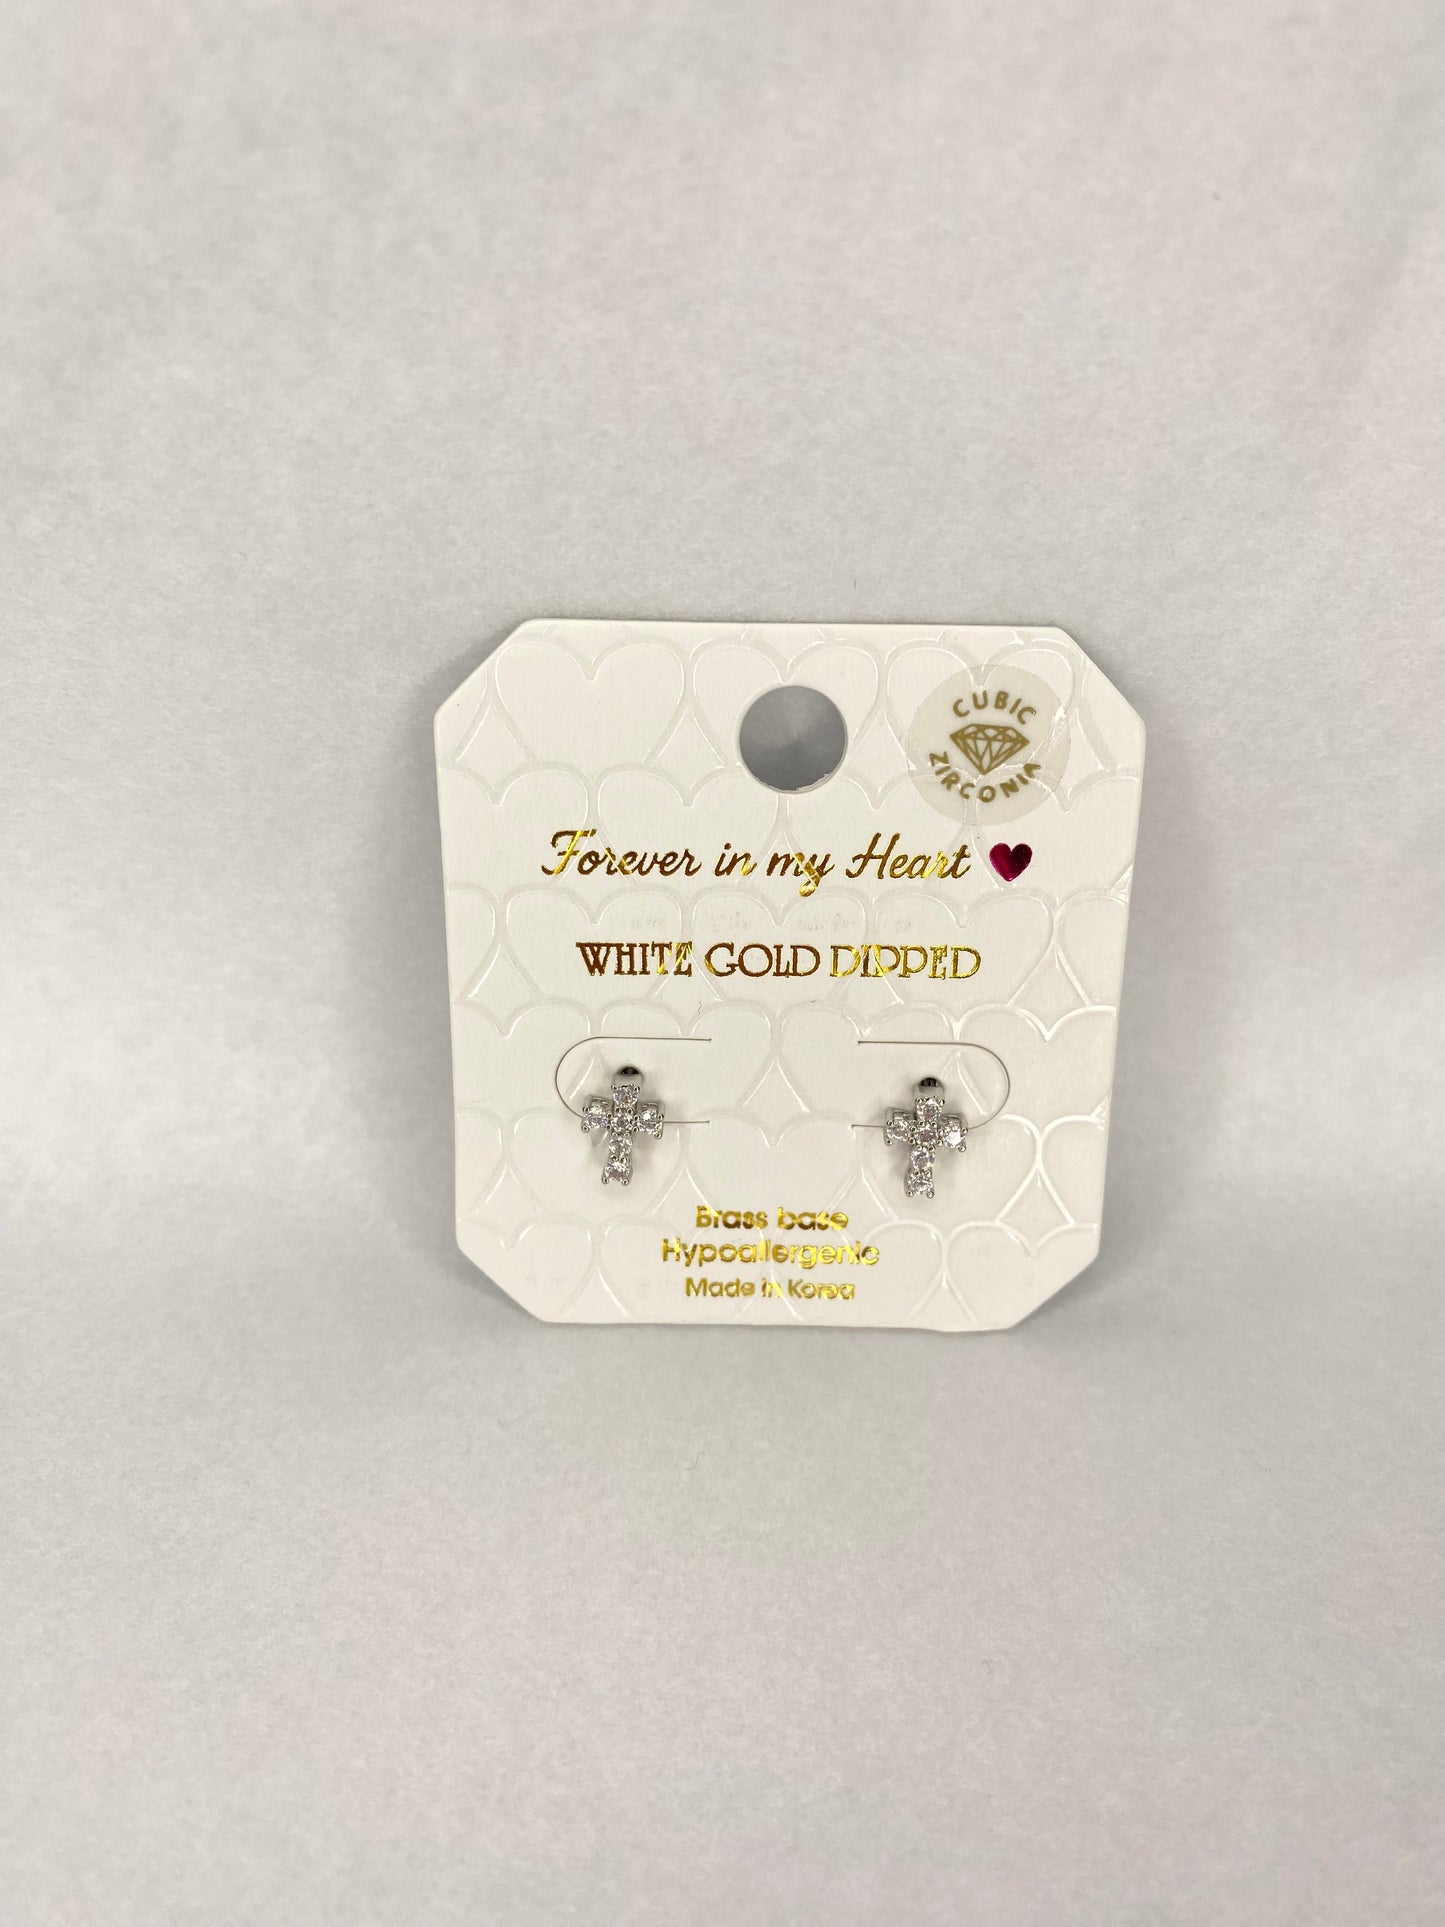 CUBIC
ZIRCONIA
Forever in my Heart
WHITE GOLD DIPPED
Brass base
Hypoallergenic
Made in Korea